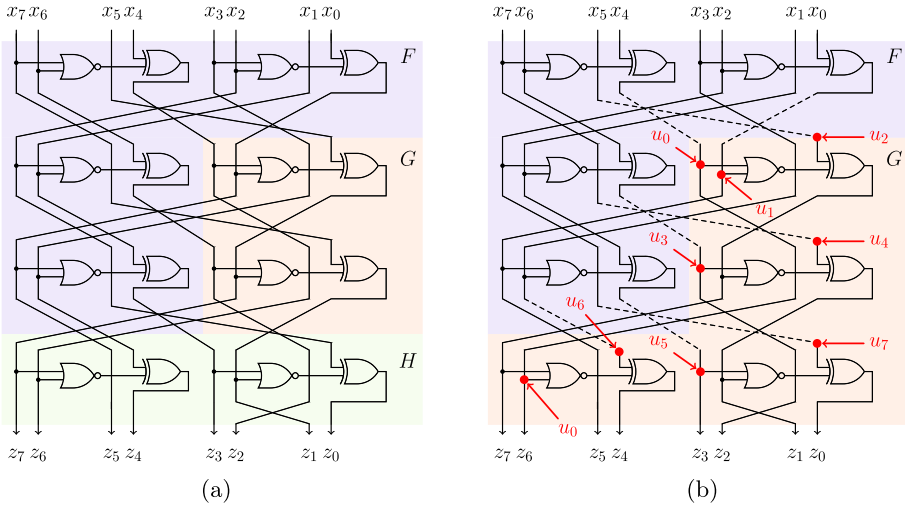 x₇ x₆ x₅ x₄ x₃ x₂ x₁ x₀
F
G
H
z₇ z₆ z₅ z₄ z₃ z₂ z₁ z₀
(a)
x₇ x₆ x₅ x₄ x₃ x₂ x₁ x₀
F
u₀ u₂
G
u₁
u₃ u₄
u₆
u₅ u₇
u₀
z₇ z₆ z₅ z₄ z₃ z₂ z₁ z₀
(b)